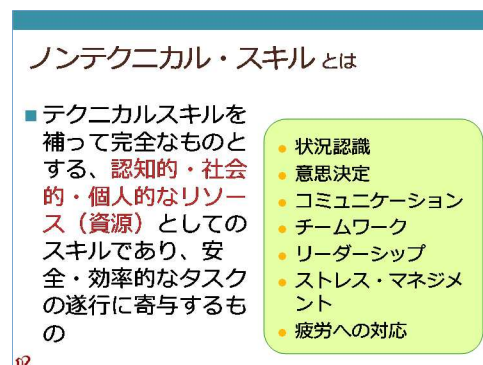 ノンテクニカル・スキル とは
テクニカルスキルを
補って完全なものと
する、認知的・社会
的・個人的なリソー
ス（資源）としての
スキルであり、安
全・効率的なタスク
の遂行に寄与するも
の
状況認識
意思決定
コミュニケーション
チームワーク
リーダーシップ
ストレス・マネジメ
ント
疲労への対応